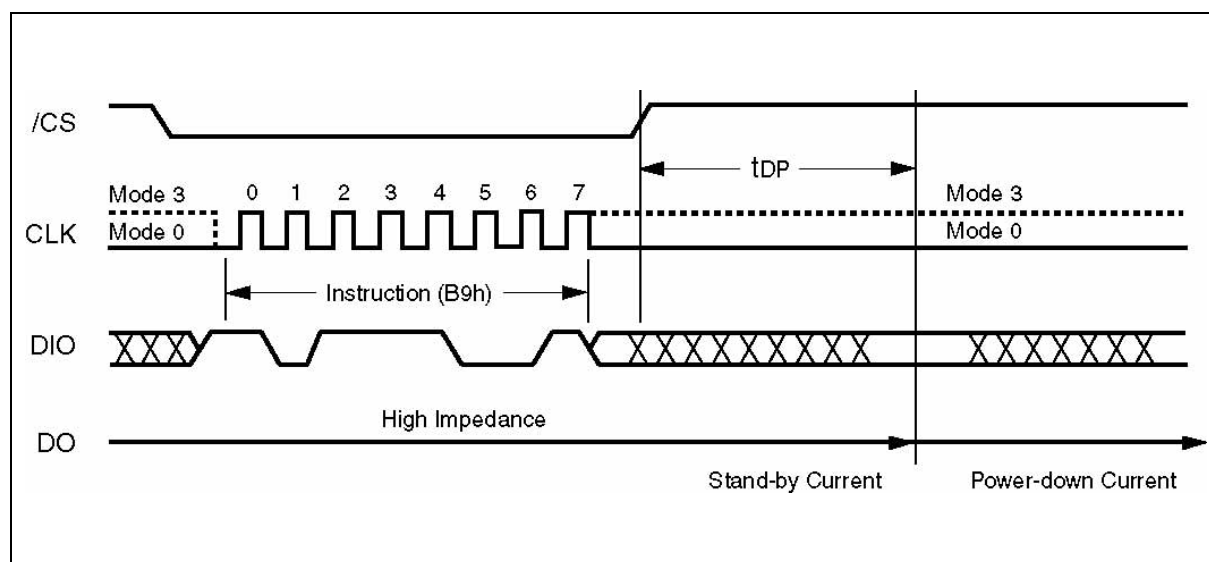 /CS
tDP
Mode 3
0 1 2 3 4 5 6 7
Mode 3
CLK
Mode 0
Mode 0
Instruction (B9h)
DIO
High Impedance
DO
Stand-by Current
Power-down Current